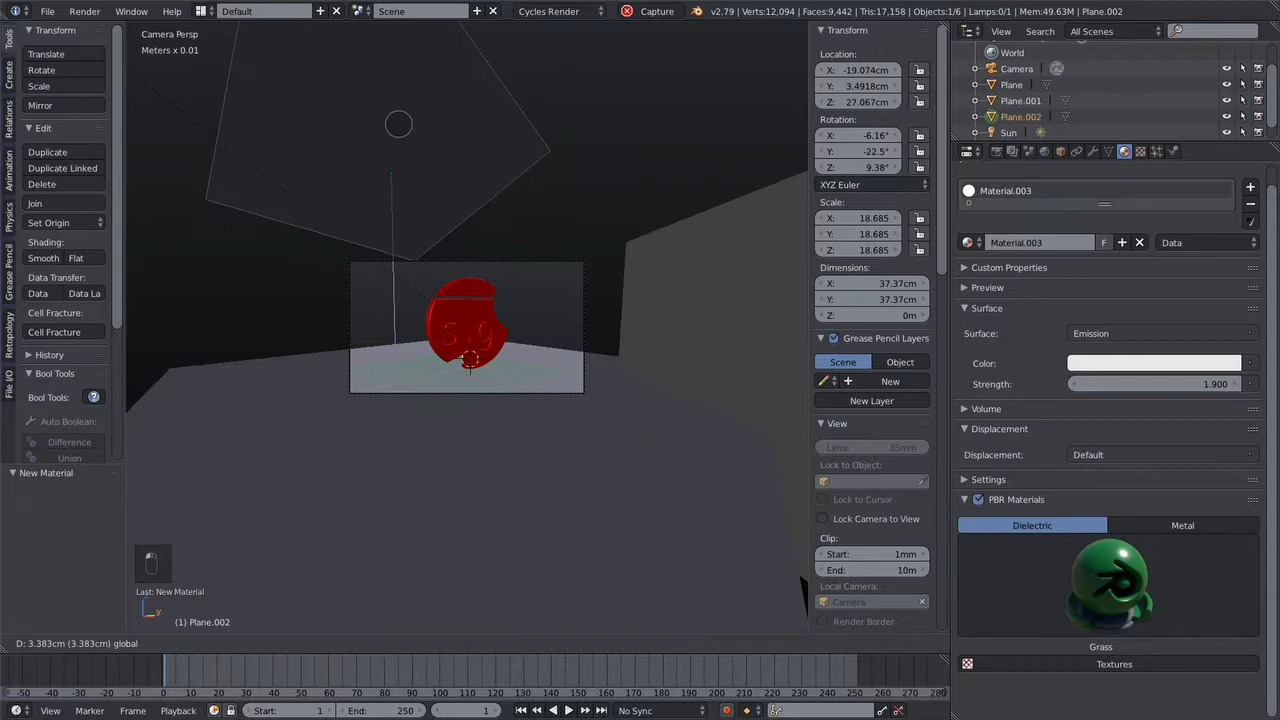 File Render Window Help Default Scene Cycles Render Capture v2.79 | Verts:12,094 | Faces:9,442 | Tris:17,158 | Objects:1/6 | Lamps:0/1 | Mem:49.63M | Plane.002
Tools
Create
Relations
Animation
Physics
Grease Pencil
Retopology
File I/O
Transform
Translate
Rotate
Scale
Mirror
Edit
Duplicate
Duplicate Linked
Delete
Join
Set Origin
Shading:
Smooth Flat
Data Transfer:
Data Data La
Cell Fracture:
Cell Fracture
History
Bool Tools
Bool Tools:
Auto Boolean:
Difference
Union
New Material
Camera Persp
Meters x 0.01
Last: New Material
y
(1) Plane.002
D: 3.383cm (3.383cm) global
Transform
Location:
X: -19.074cm
Y: 3.4918cm
Z: 27.067cm
Rotation:
X: -6.16°
Y: -22.5°
Z: 9.38°
XYZ Euler
Scale:
X: 18.685
Y: 18.685
Z: 18.685
Dimensions:
X: 37.37cm
Y: 37.37cm
Z: 0m
Grease Pencil Layers
Scene Object
New
New Layer
View
Lens: 35mm
Lock to Object:
Lock to Cursor
Lock Camera to View
Clip:
Start: 1mm
End: 10m
Local Camera:
Camera
Render Border
View Search All Scenes
World
Camera
Plane
Plane.001
Plane.002
Sun
Material.003
Material.003 F Data
Custom Properties
Preview
Surface
Surface: Emission
Color:
Strength: 1.900
Volume
Displacement
Displacement: Default
Settings
PBR Materials
Dielectric Metal
Grass
Textures
-50 -40 -30 -20 -10 0 10 20 30 40 50 60 70 80 90 100 110 120 130 140 150 160 170 180 190 200 210 220 230 240 250 260 270 280
View Marker Frame Playback Start: 1 End: 250 1 No Sync